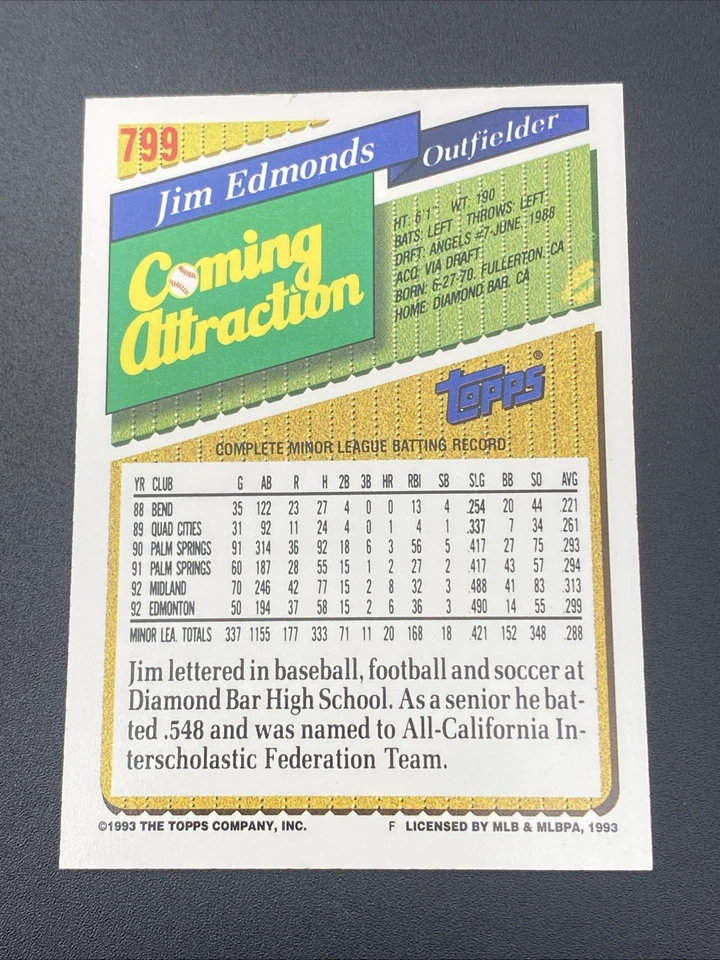 799
Jim Edmonds
Outfielder
Coming
Attraction
HT: 6'1" WT: 190
BATS: LEFT THROWS: LEFT
DRFT: ANGELS #7-JUNE, 1988
ACQ: VIA DRAFT
BORN: 6-27-70, FULLERTON, CA
HOME: DIAMOND BAR, CA
topps®
COMPLETE MINOR LEAGUE BATTING RECORD
YR CLUB G AB R H 2B 3B HR RBI SB SLG BB SO AVG
88 BEND 35 122 23 27 4 0 0 13 4 .254 20 44 .221
89 QUAD CITIES 31 92 11 24 4 0 1 4 1 .337 7 34 .261
90 PALM SPRINGS 91 314 36 92 18 6 3 56 5 .417 27 75 .293
91 PALM SPRINGS 60 187 28 55 15 1 2 27 2 .417 43 57 .294
92 MIDLAND 70 246 42 77 15 2 8 32 3 .488 41 83 .313
92 EDMONTON 50 194 37 58 15 2 6 36 3 .490 14 55 .299
MINOR LEA. TOTALS 337 1155 177 333 71 11 20 168 18 .421 152 348 .288
Jim lettered in baseball, football and soccer at
Diamond Bar High School. As a senior he bat-
ted .548 and was named to All-California In-
terscholastic Federation Team.
©1993 THE TOPPS COMPANY, INC.
F LICENSED BY MLB & MLBPA, 1993